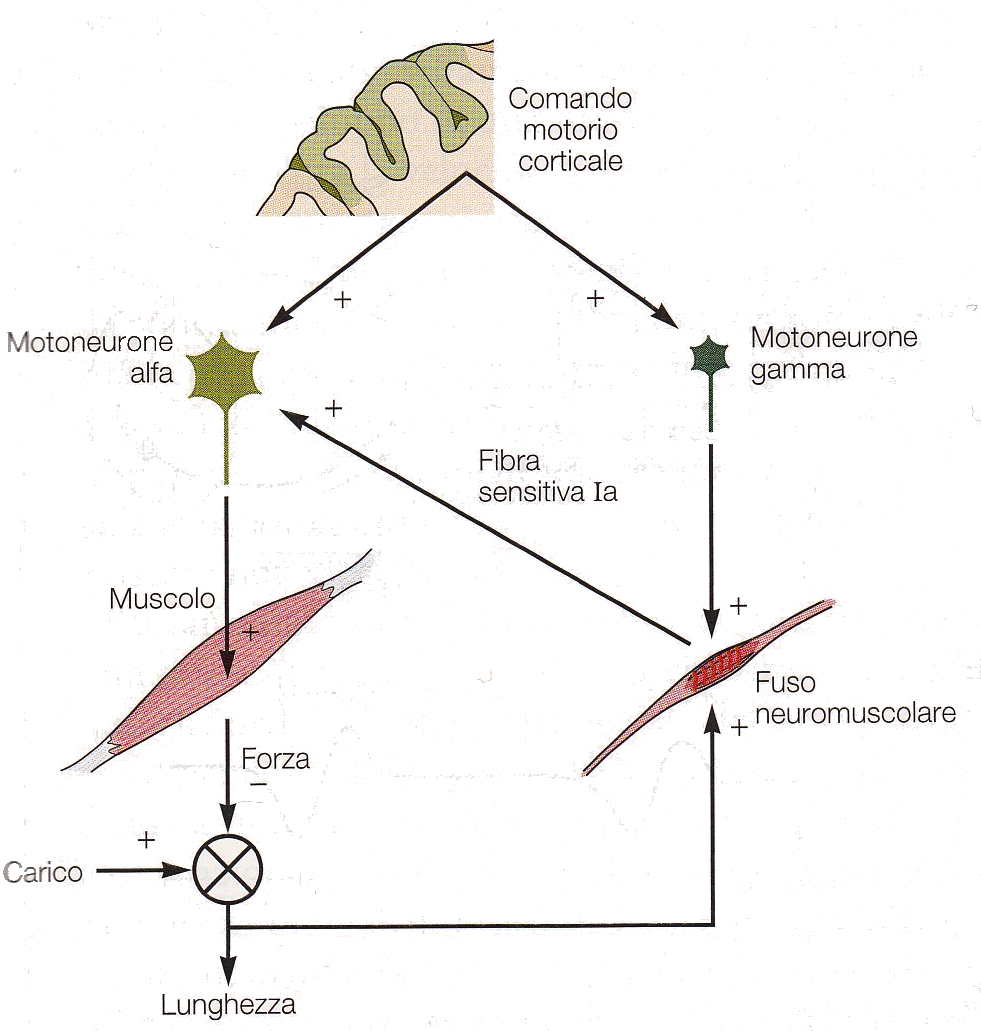 Comando
motorio
corticale
+
+
Motoneurone
alfa
Motoneurone
gamma
+
Fibra
sensitiva Ia
Muscolo
+
+
Fuso
neuromuscolare
+
Forza
−
+
Carico
Lunghezza